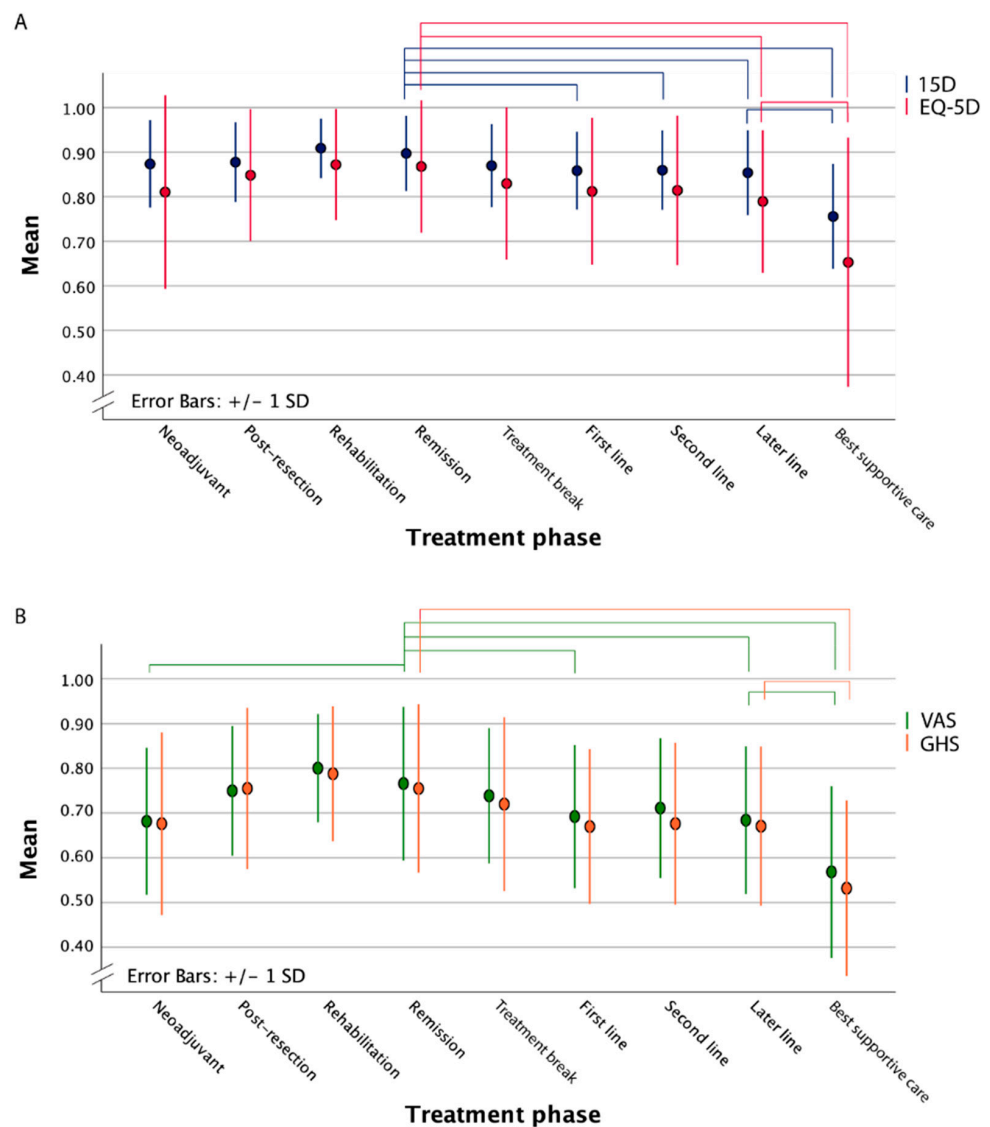 A
15D
EQ-5D
1.00
0.90
0.80
0.70
0.60
0.50
0.40
Mean
Error Bars: +/− 1 SD
Neoadjuvant
Post-resection
Rehabilitation
Remission
Treatment break
First line
Second line
Later line
Best supportive care
Treatment phase
B
VAS
GHS
1.00
0.90
0.80
0.70
0.60
0.50
0.40
Mean
Error Bars: +/− 1 SD
Neoadjuvant
Post-resection
Rehabilitation
Remission
Treatment break
First line
Second line
Later line
Best supportive care
Treatment phase